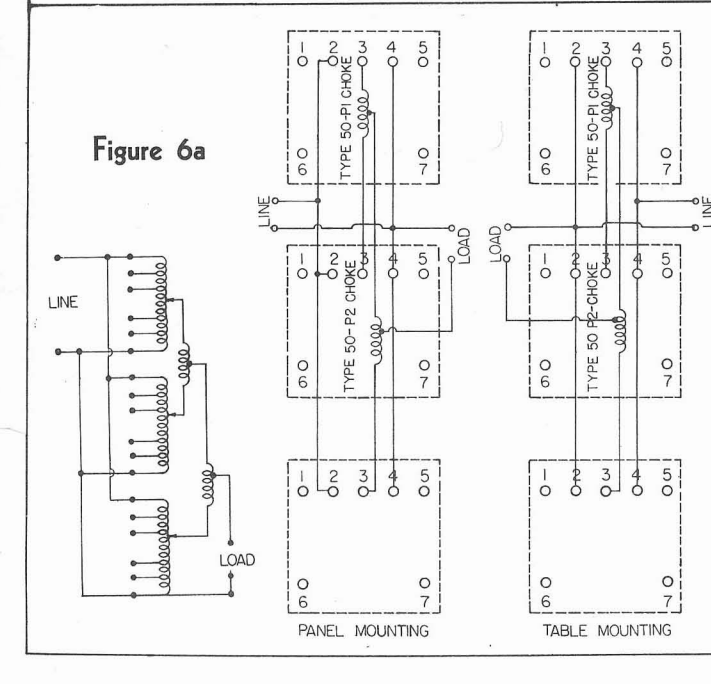 Figure 6a
LINE
LOAD
1 2 3 4 5
TYPE 50-P1 CHOKE
6 7
LINE
LOAD
1 2 3 4 5
TYPE 50-P2 CHOKE
6 7
1 2 3 4 5
6 7
PANEL MOUNTING
1 2 3 4 5
TYPE 50-P1 CHOKE
6 7
LINE
LOAD
1 2 3 4 5
TYPE 50 P2-CHOKE
6 7
1 2 3 4 5
6 7
TABLE MOUNTING